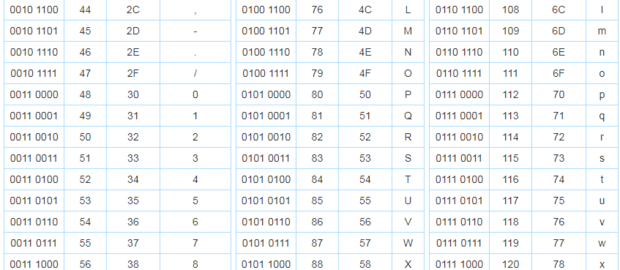 0010 1100 44 2C , 0100 1100 76 4C L 0110 1100 108 6C l
0010 1101 45 2D - 0100 1101 77 4D M 0110 1101 109 6D m
0010 1110 46 2E . 0100 1110 78 4E N 0110 1110 110 6E n
0010 1111 47 2F / 0100 1111 79 4F O 0110 1111 111 6F o
0011 0000 48 30 0 0101 0000 80 50 P 0111 0000 112 70 p
0011 0001 49 31 1 0101 0001 81 51 Q 0111 0001 113 71 q
0011 0010 50 32 2 0101 0010 82 52 R 0111 0010 114 72 r
0011 0011 51 33 3 0101 0011 83 53 S 0111 0011 115 73 s
0011 0100 52 34 4 0101 0100 84 54 T 0111 0100 116 74 t
0011 0101 53 35 5 0101 0101 85 55 U 0111 0101 117 75 u
0011 0110 54 36 6 0101 0110 86 56 V 0111 0110 118 76 v
0011 0111 55 37 7 0101 0111 87 57 W 0111 0111 119 77 w
0011 1000 56 38 8 0101 1000 88 58 X 0111 1000 120 78 x